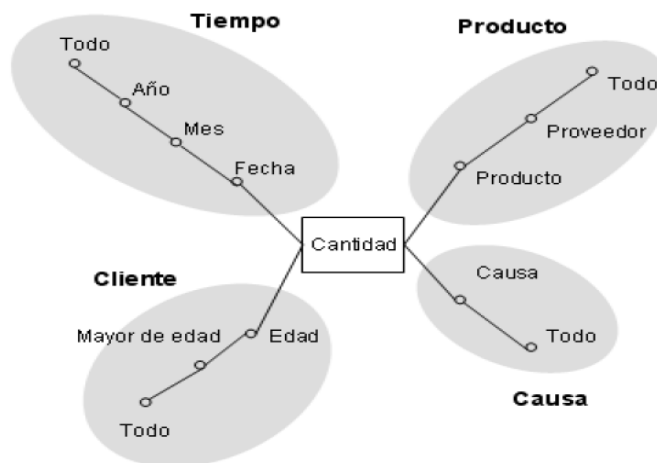 Tiempo
Todo
Año
Mes
Fecha
Producto
Todo
Proveedor
Producto
Cantidad
Cliente
Mayor de edad
Edad
Todo
Causa
Todo
Causa